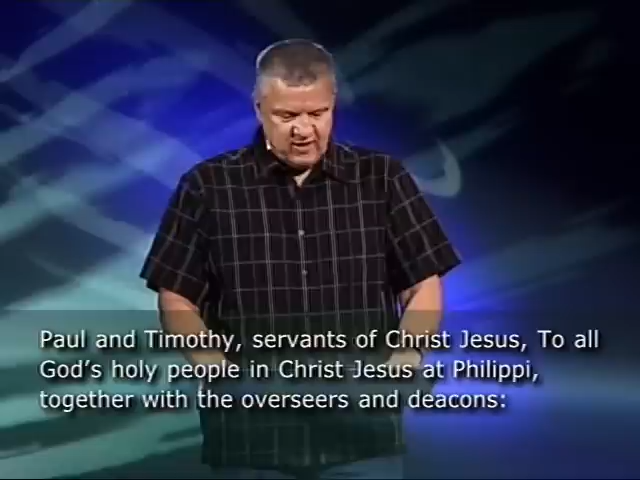 Paul and Timothy, servants of Christ Jesus, To all
God's holy people in Christ Jesus at Philippi,
together with the overseers and deacons: